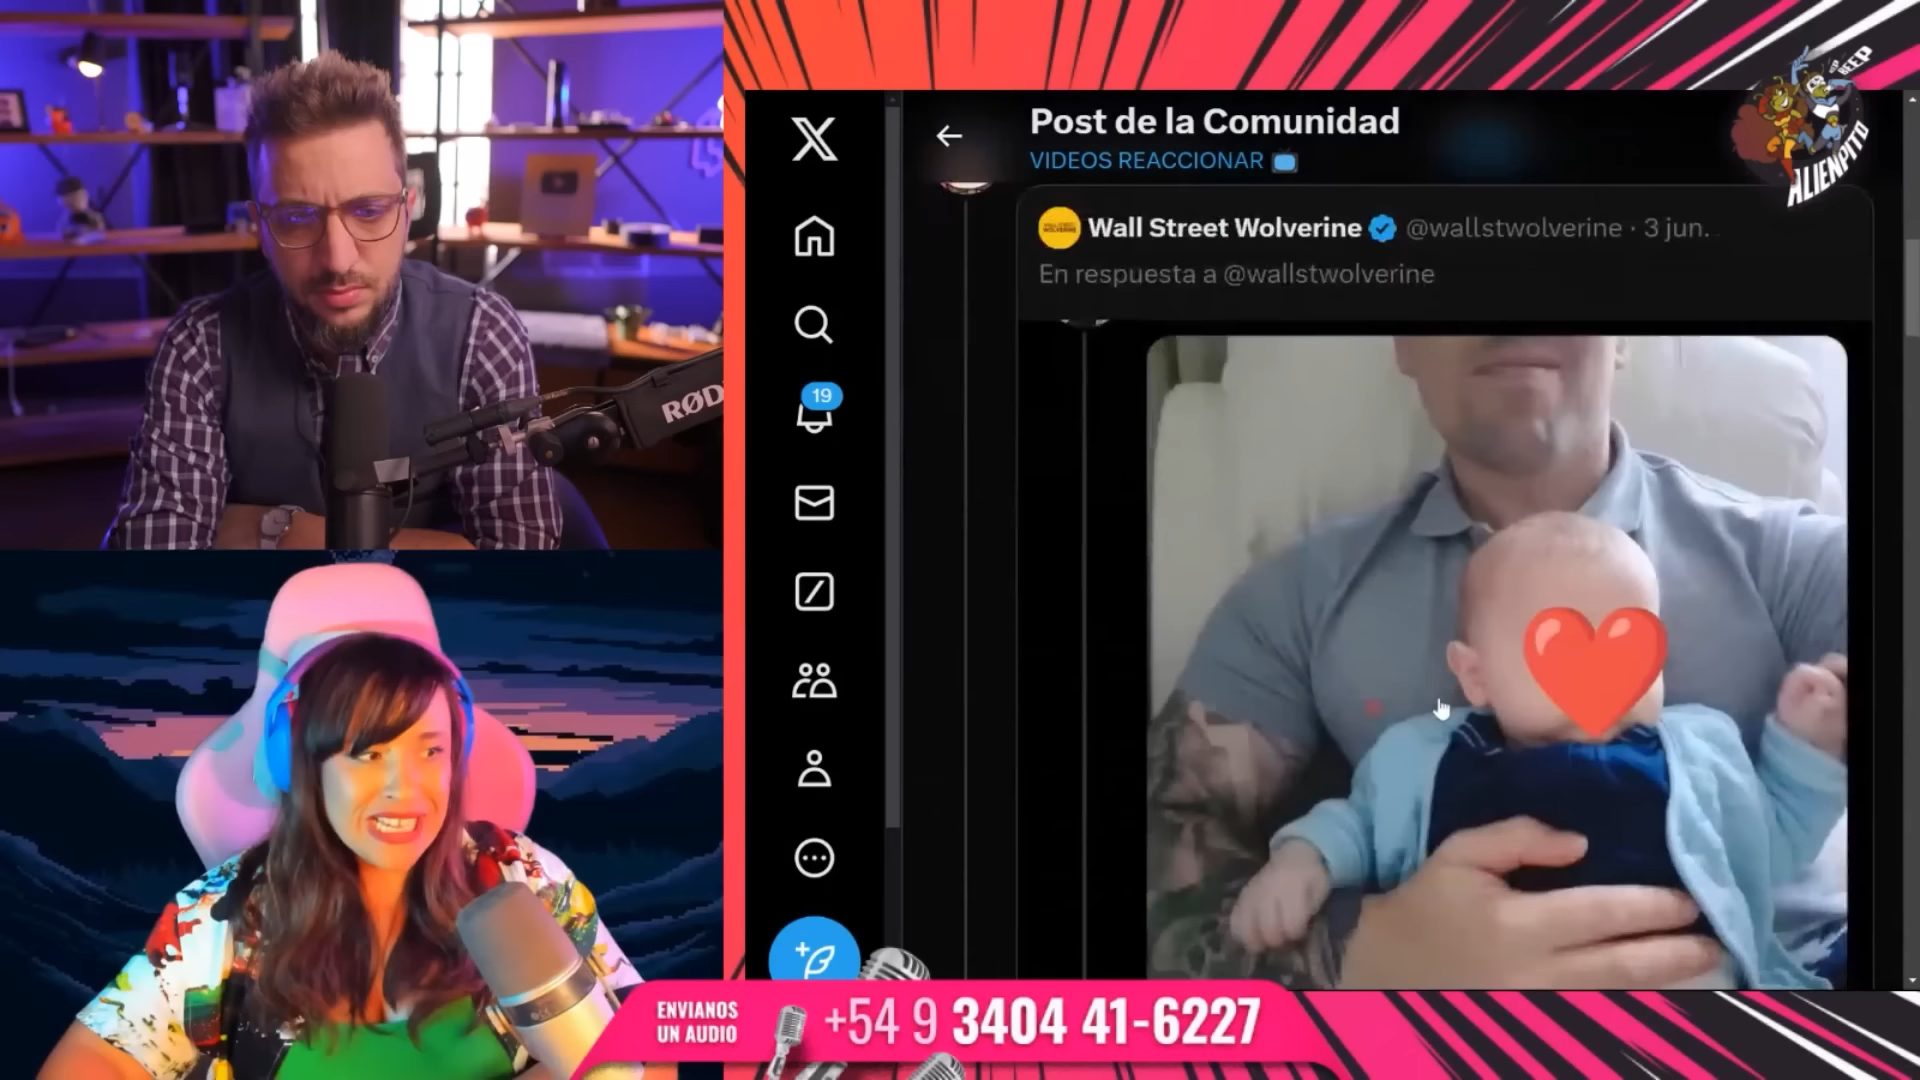 RØD
X
19
Post de la Comunidad
VIDEOS REACCIONAR
Wall Street Wolverine @wallstwolverine · 3 jun.
En respuesta a @wallstwolverine
BEEP
ALIENPITO
ENVIANOS
UN AUDIO
+54 9 3404 41-6227